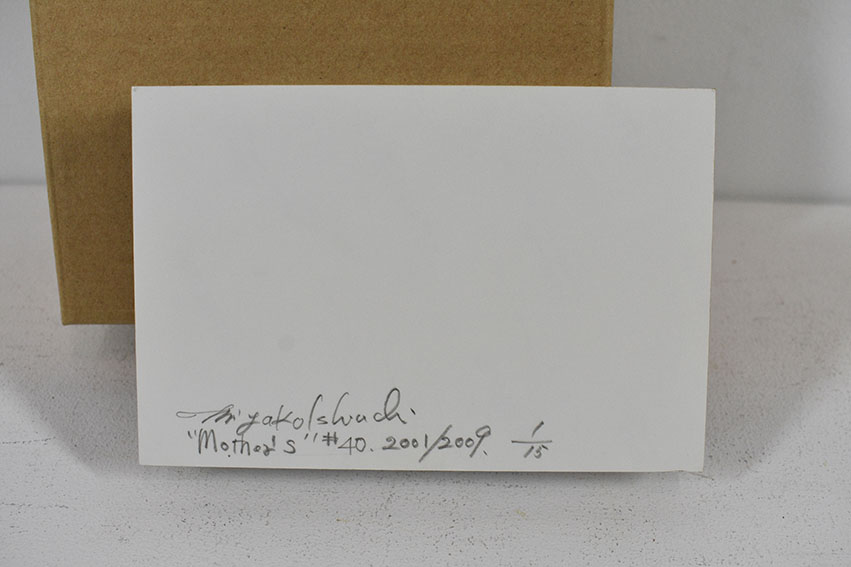 Miyako Ishiuchi
"Mother's" #40. 2001/2009. 1/15